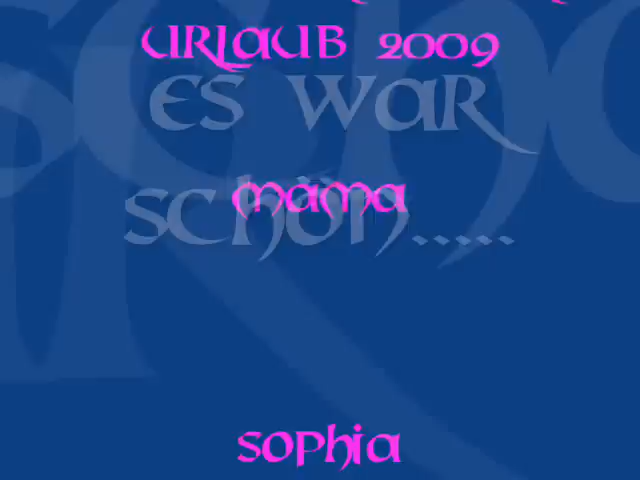 URLAUB 2009
ES WAR
MAMA
SCHÖN.....
SOPHIA